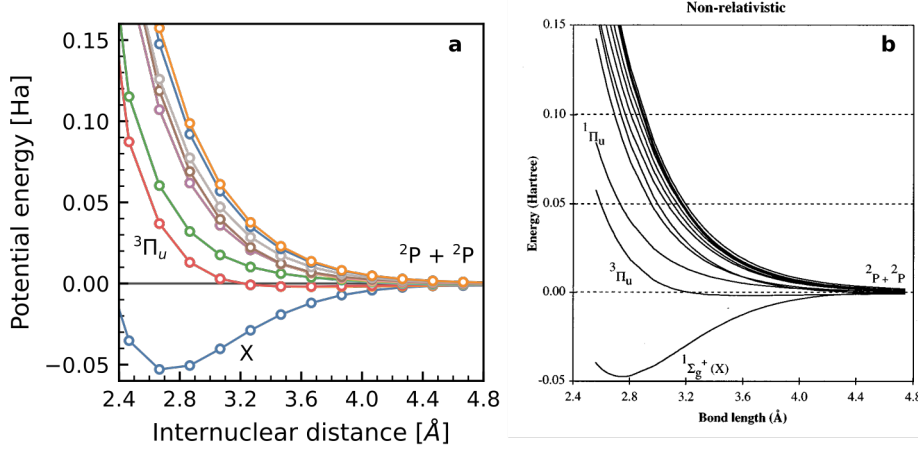 Non-relativistic
a
b
0.15
0.10
0.05
0.00
−0.05
Potential energy [Ha]
³Πᵤ
²P + ²P
X
2.4 2.8 3.2 3.6 4.0 4.4 4.8
Internuclear distance [Å]
0.15
0.10
0.05
0.00
-0.05
Energy (Hartree)
¹Πᵤ
³Πᵤ
²P + ²P
¹Σg⁺(X)
2.4 2.8 3.2 3.6 4.0 4.4 4.8
Bond length (Å)